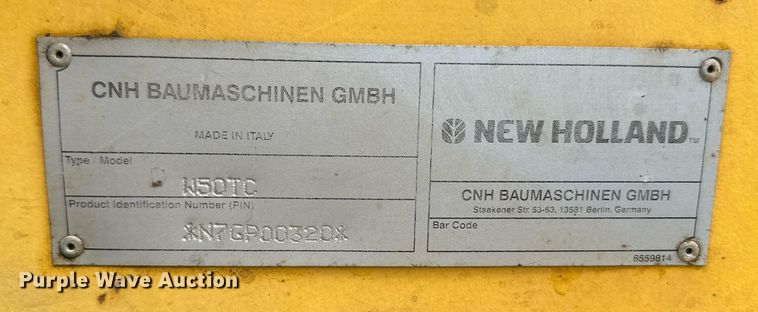 CNH BAUMASCHINEN GMBH
MADE IN ITALY
Type / Model
W50TC
Product Identification Number (PIN)
*N7GP00320*
NEW HOLLAND™
CNH BAUMASCHINEN GMBH
Staakener Str. 53-63, 13581 Berlin, Germany
Bar Code
6559814
Purple Wave Auction